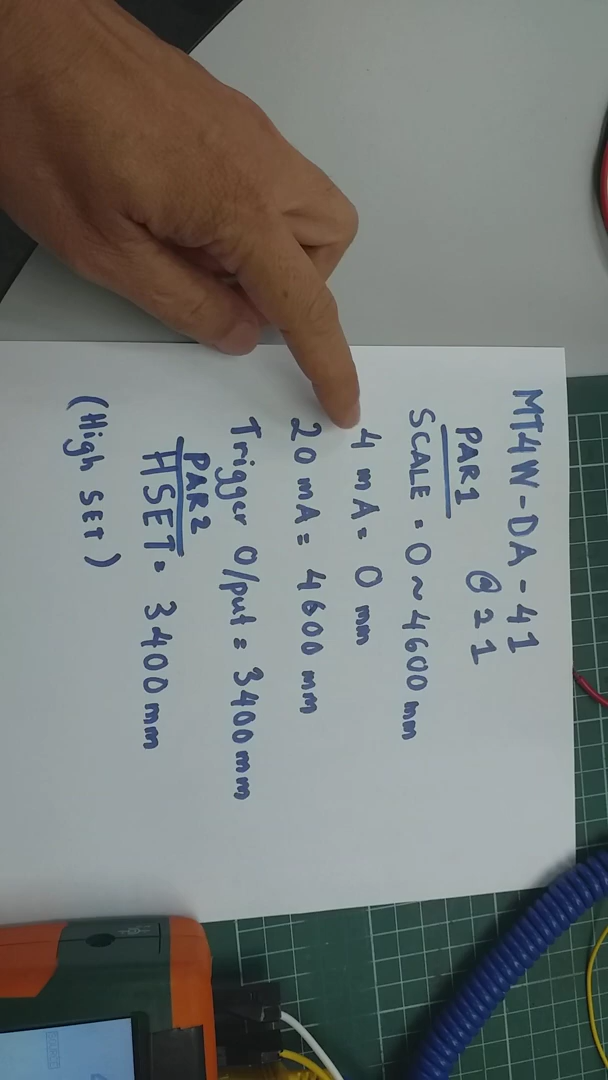 MT4W-DA-41
@ 21
PAR1
SCALE = 0 ~ 4600 mm
4 mA = 0 mm
20 mA = 4600 mm
Trigger O/put = 3400 mm
PAR2
HSET = 3400 mm
(High SET)